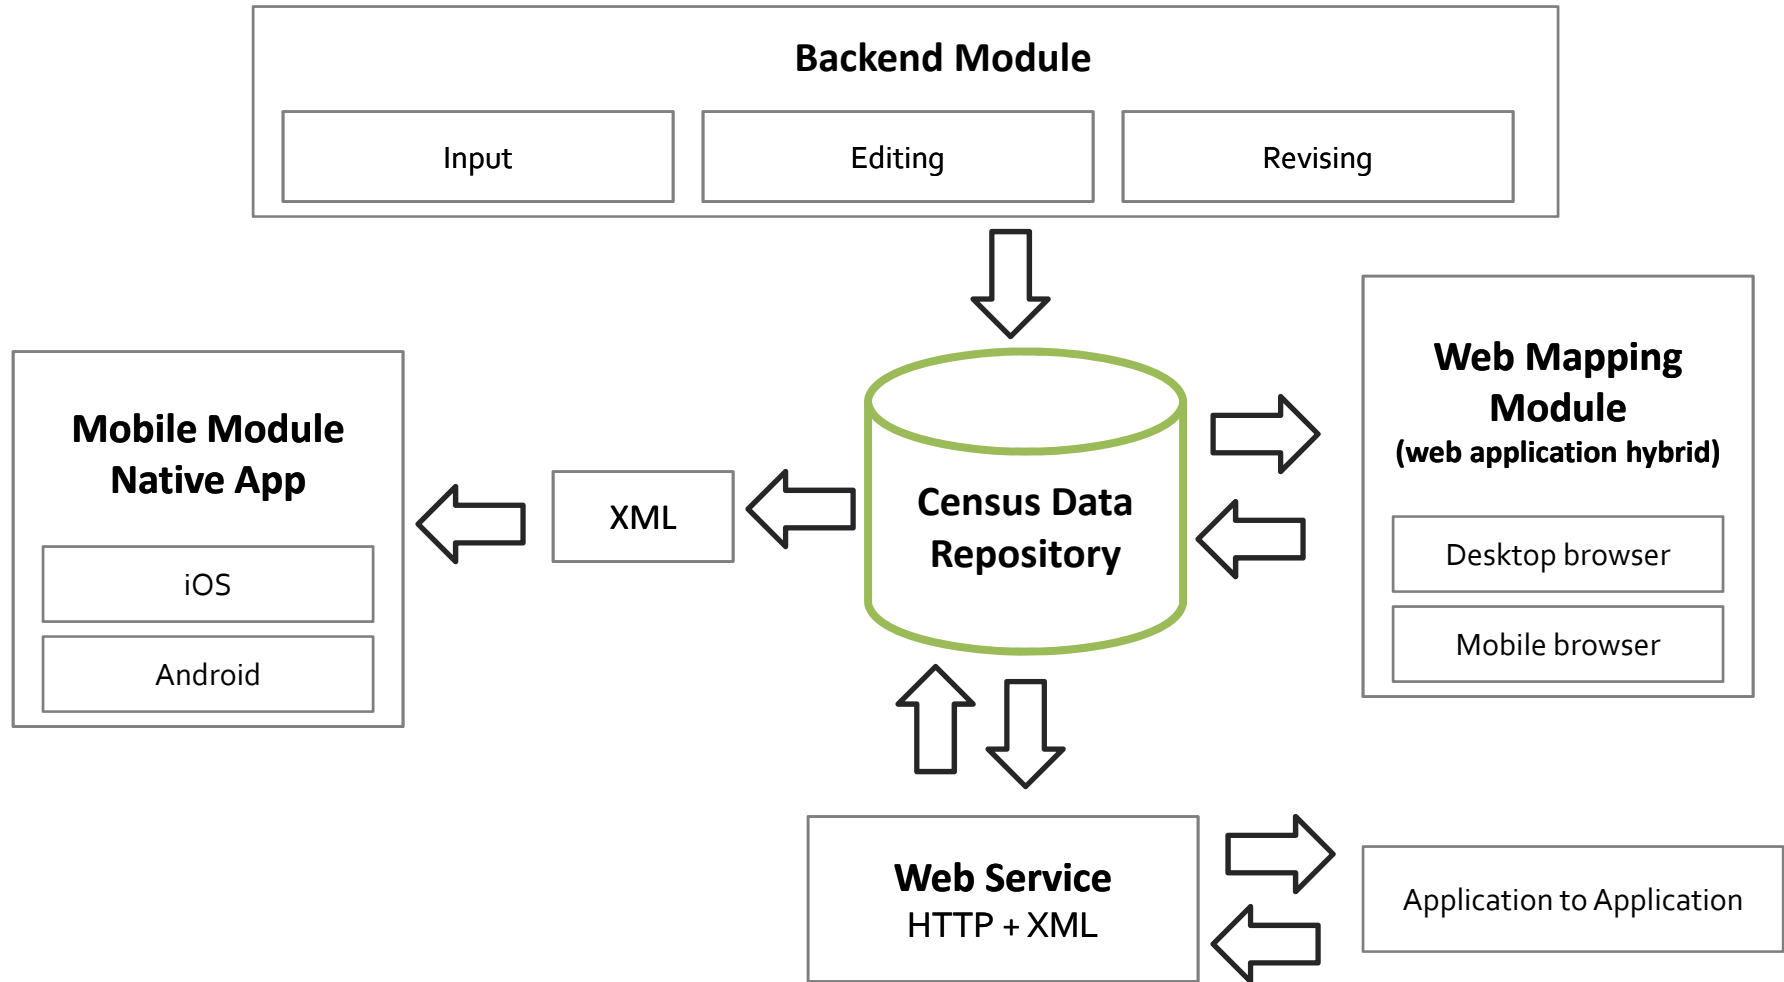 Backend Module
Input
Editing
Revising
Mobile Module
Native App
iOS
Android
XML
Census Data
Repository
Web Mapping
Module
(web application hybrid)
Desktop browser
Mobile browser
Web Service
HTTP + XML
Application to Application